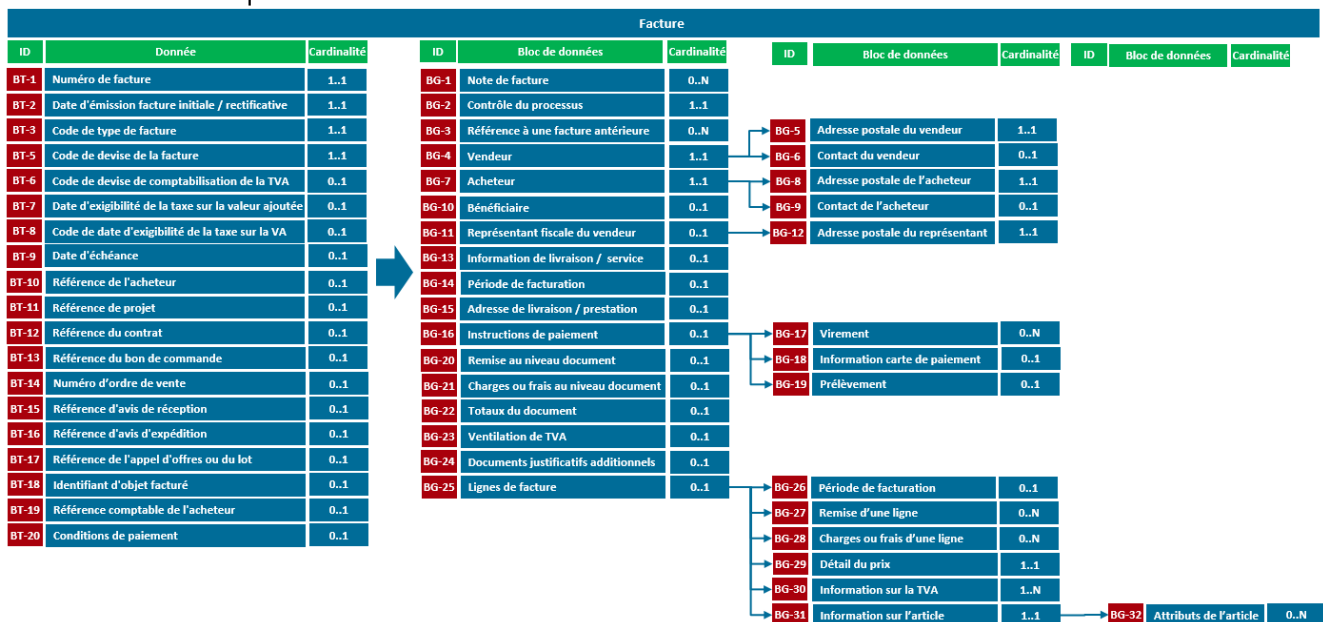 Facture
ID Donnée Cardinalité
BT-1 Numéro de facture 1..1
BT-2 Date d'émission facture initiale / rectificative 1..1
BT-3 Code de type de facture 1..1
BT-5 Code de devise de la facture 1..1
BT-6 Code de devise de comptabilisation de la TVA 0..1
BT-7 Date d'exigibilité de la taxe sur la valeur ajoutée 0..1
BT-8 Code de date d'exigibilité de la taxe sur la VA 0..1
BT-9 Date d'échéance 0..1
BT-10 Référence de l'acheteur 0..1
BT-11 Référence de projet 0..1
BT-12 Référence du contrat 0..1
BT-13 Référence du bon de commande 0..1
BT-14 Numéro d'ordre de vente 0..1
BT-15 Référence d'avis de réception 0..1
BT-16 Référence d'avis d'expédition 0..1
BT-17 Référence de l'appel d'offres ou du lot 0..1
BT-18 Identifiant d'objet facturé 0..1
BT-19 Référence comptable de l'acheteur 0..1
BT-20 Conditions de paiement 0..1
ID Bloc de données Cardinalité
BG-1 Note de facture 0..N
BG-2 Contrôle du processus 1..1
BG-3 Référence à une facture antérieure 0..N
BG-4 Vendeur 1..1
BG-7 Acheteur 1..1
BG-10 Bénéficiaire 0..1
BG-11 Représentant fiscale du vendeur 0..1
BG-13 Information de livraison / service 0..1
BG-14 Période de facturation 0..1
BG-15 Adresse de livraison / prestation 0..1
BG-16 Instructions de paiement 0..1
BG-20 Remise au niveau document 0..1
BG-21 Charges ou frais au niveau document 0..1
BG-22 Totaux du document 0..1
BG-23 Ventilation de TVA 0..1
BG-24 Documents justificatifs additionnels 0..1
BG-25 Lignes de facture 0..1
ID Bloc de données Cardinalité
BG-5 Adresse postale du vendeur 1..1
BG-6 Contact du vendeur 0..1
BG-8 Adresse postale de l'acheteur 1..1
BG-9 Contact de l'acheteur 0..1
BG-12 Adresse postale du représentant 1..1
BG-17 Virement 0..N
BG-18 Information carte de paiement 0..1
BG-19 Prélèvement 0..1
BG-26 Période de facturation 0..1
BG-27 Remise d'une ligne 0..N
BG-28 Charges ou frais d'une ligne 0..N
BG-29 Détail du prix 1..1
BG-30 Information sur la TVA 1..N
BG-31 Information sur l'article 1..1
ID Bloc de données Cardinalité
BG-32 Attributs de l'article 0..N